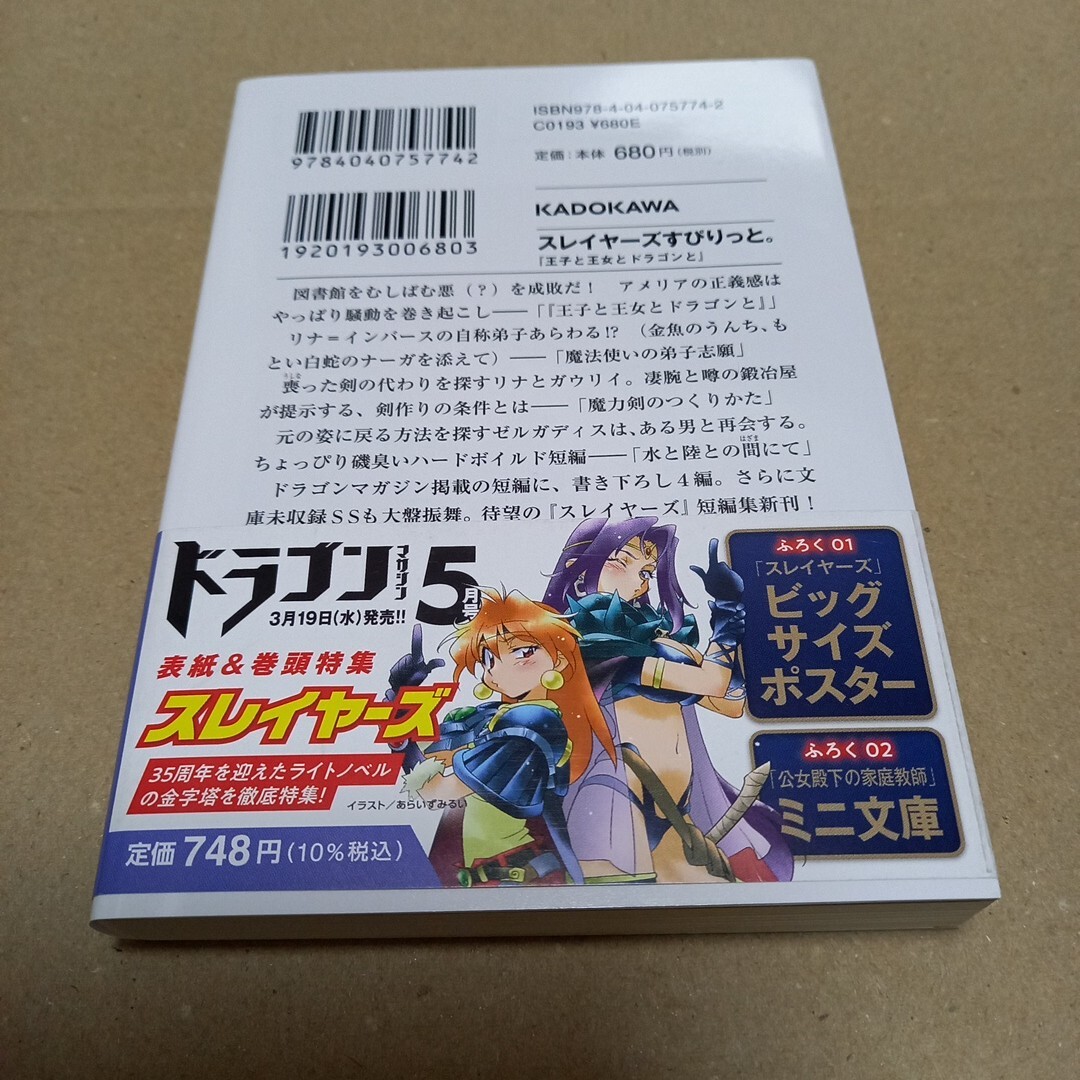 ISBN978-4-04-075774-2
C0193 ¥680E
定価:本体 680円(税別)
9784040757742
1920193006803
KADOKAWA
スレイヤーズすぴりっと。
『王子と王女とドラゴンと』
図書館をむしばむ悪(?)を成敗だ! アメリアの正義感は
やっぱり騒動を巻き起こし――「『王子と王女とドラゴンと』」
リナ=インバースの自称弟子あらわる!? (金魚のうんち、も
とい白蛇のナーガを添えて)――「魔法使いの弟子志願」
うしな
喪った剣の代わりを探すリナとガウリイ。凄腕と噂の鍛冶屋
が提示する、剣作りの条件とは――「魔力剣のつくりかた」
元の姿に戻る方法を探すゼルガディスは、ある男と再会する。
はざま
ちょっぴり磯臭いハードボイルド短編――「水と陸との間にて」
ドラゴンマガジン掲載の短編に、書き下ろし4編。さらに文
庫未収録SSも大盤振舞。待望の『スレイヤーズ』短編集新刊!
ドラゴンマガジン5月号
3月19日(水)発売!!
表紙&巻頭特集
スレイヤーズ
35周年を迎えたライトノベル
の金字塔を徹底特集!
イラスト/あらいずみるい
定価748円(10%税込)
ふろく 01
「スレイヤーズ」
ビッグ
サイズ
ポスター
ふろく 02
「公女殿下の家庭教師」
ミニ文庫